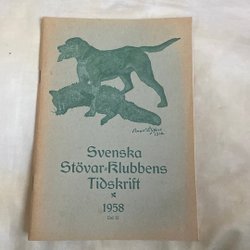 Svenska
Stövar-Klubbens
Tidskrift
1958